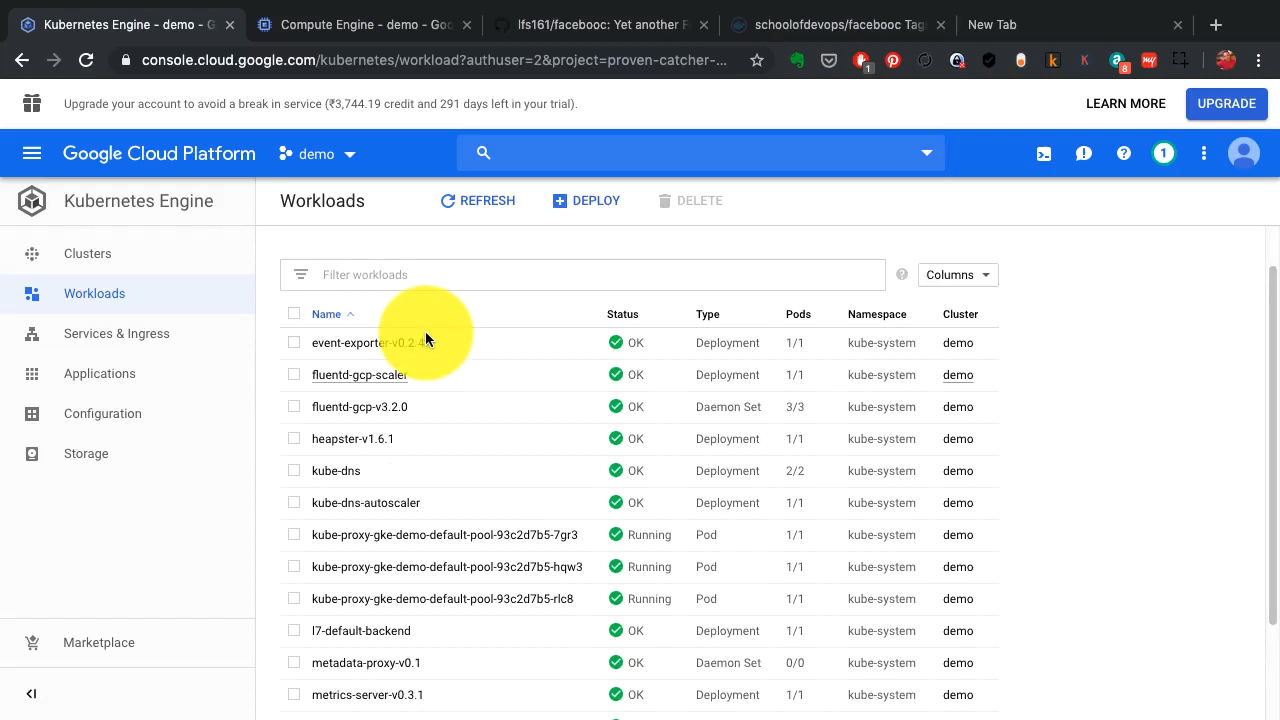 Kubernetes Engine - demo - G
Compute Engine - demo - Goo
lfs161/facebooc: Yet another F
schoolofdevops/facebooc Tag
New Tab
console.cloud.google.com/kubernetes/workload?authuser=2&project=proven-catcher-...
1
8
my
Upgrade your account to avoid a break in service (₹3,744.19 credit and 291 days left in your trial).
LEARN MORE
UPGRADE
Google Cloud Platform
demo
1
Kubernetes Engine
Workloads
REFRESH
DEPLOY
DELETE
Clusters
Workloads
Services & Ingress
Applications
Configuration
Storage
Marketplace
Filter workloads
Columns
Name Status Type Pods Namespace Cluster
event-exporter-v0.2.4 OK Deployment 1/1 kube-system demo
fluentd-gcp-scaler OK Deployment 1/1 kube-system demo
fluentd-gcp-v3.2.0 OK Daemon Set 3/3 kube-system demo
heapster-v1.6.1 OK Deployment 1/1 kube-system demo
kube-dns OK Deployment 2/2 kube-system demo
kube-dns-autoscaler OK Deployment 1/1 kube-system demo
kube-proxy-gke-demo-default-pool-93c2d7b5-7gr3 Running Pod 1/1 kube-system demo
kube-proxy-gke-demo-default-pool-93c2d7b5-hqw3 Running Pod 1/1 kube-system demo
kube-proxy-gke-demo-default-pool-93c2d7b5-rlc8 Running Pod 1/1 kube-system demo
l7-default-backend OK Deployment 1/1 kube-system demo
metadata-proxy-v0.1 OK Daemon Set 0/0 kube-system demo
metrics-server-v0.3.1 OK Deployment 1/1 kube-system demo